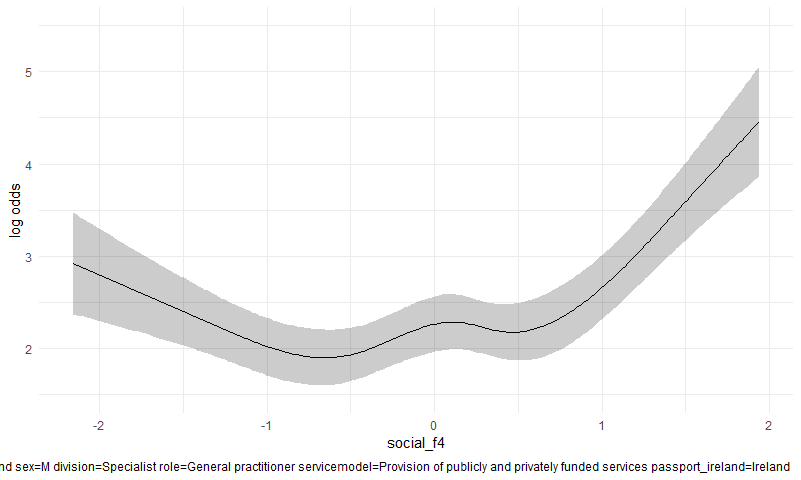 5
4
3
2
log odds
-2 -1 0 1 2
social_f4
nd sex=M division=Specialist role=General practitioner servicemodel=Provision of publicly and privately funded services passport_ireland=Ireland